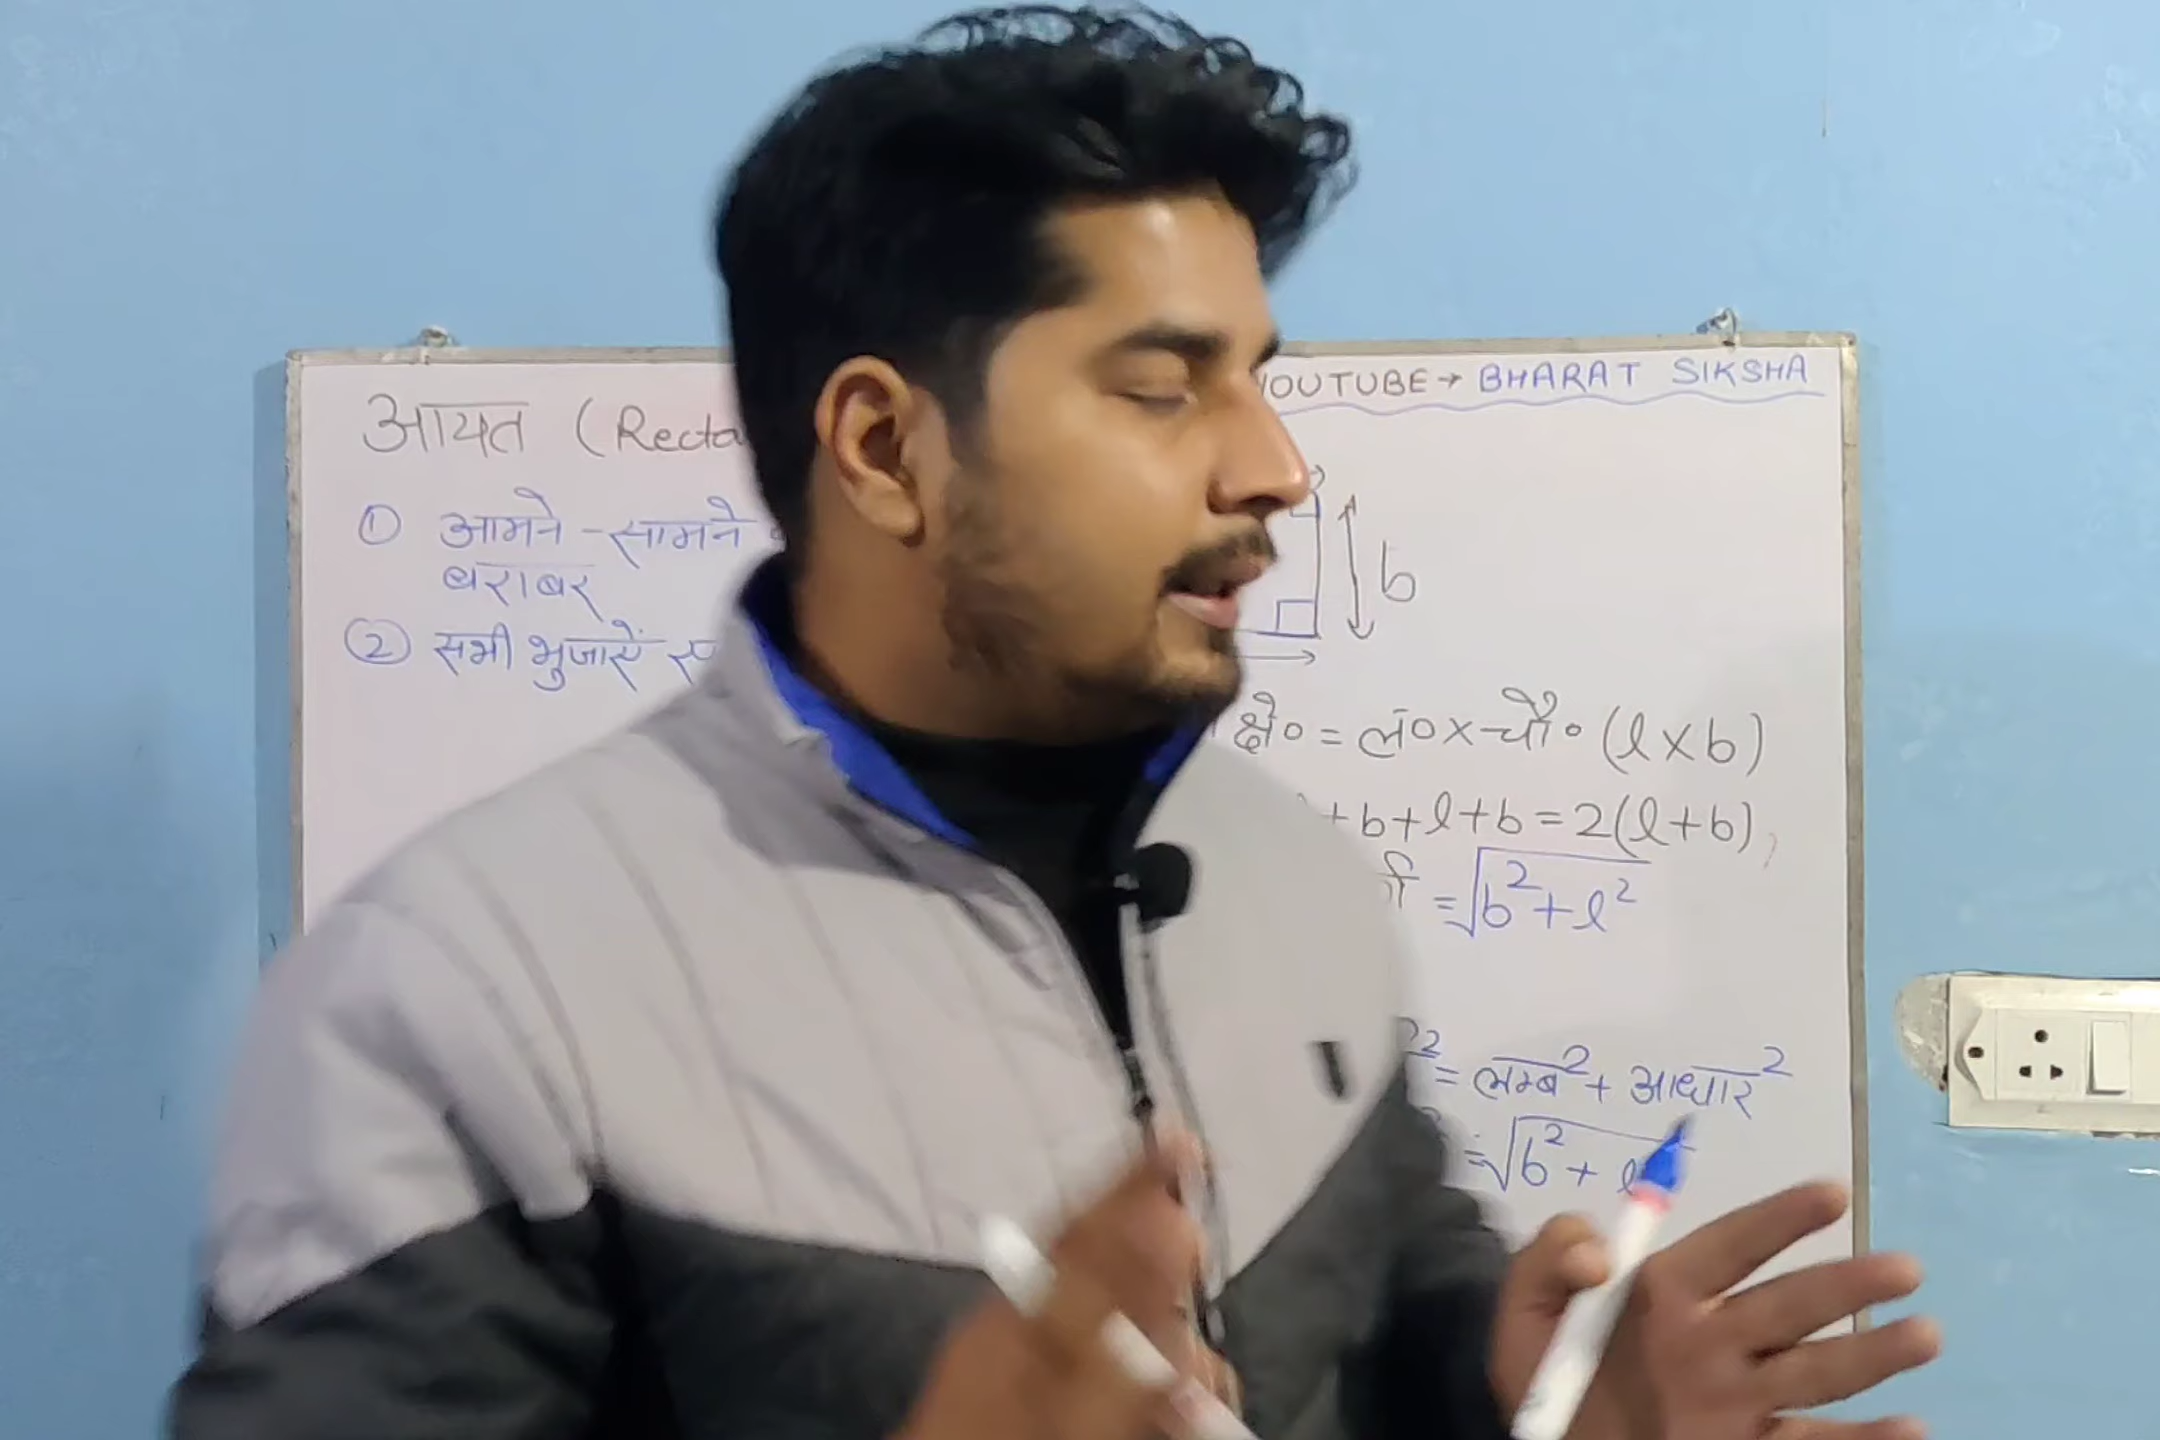 आयत (Recta
YOUTUBE → BHARAT SIKSHA
① आमने-सामने
बराबर
② सभी भुजाऐं
b
क्षे० = लं० x चौ० (l x b)
+ b + l + b = 2(l + b)
= √b² + l²
² = लम्ब² + आधार²
= √b² + l